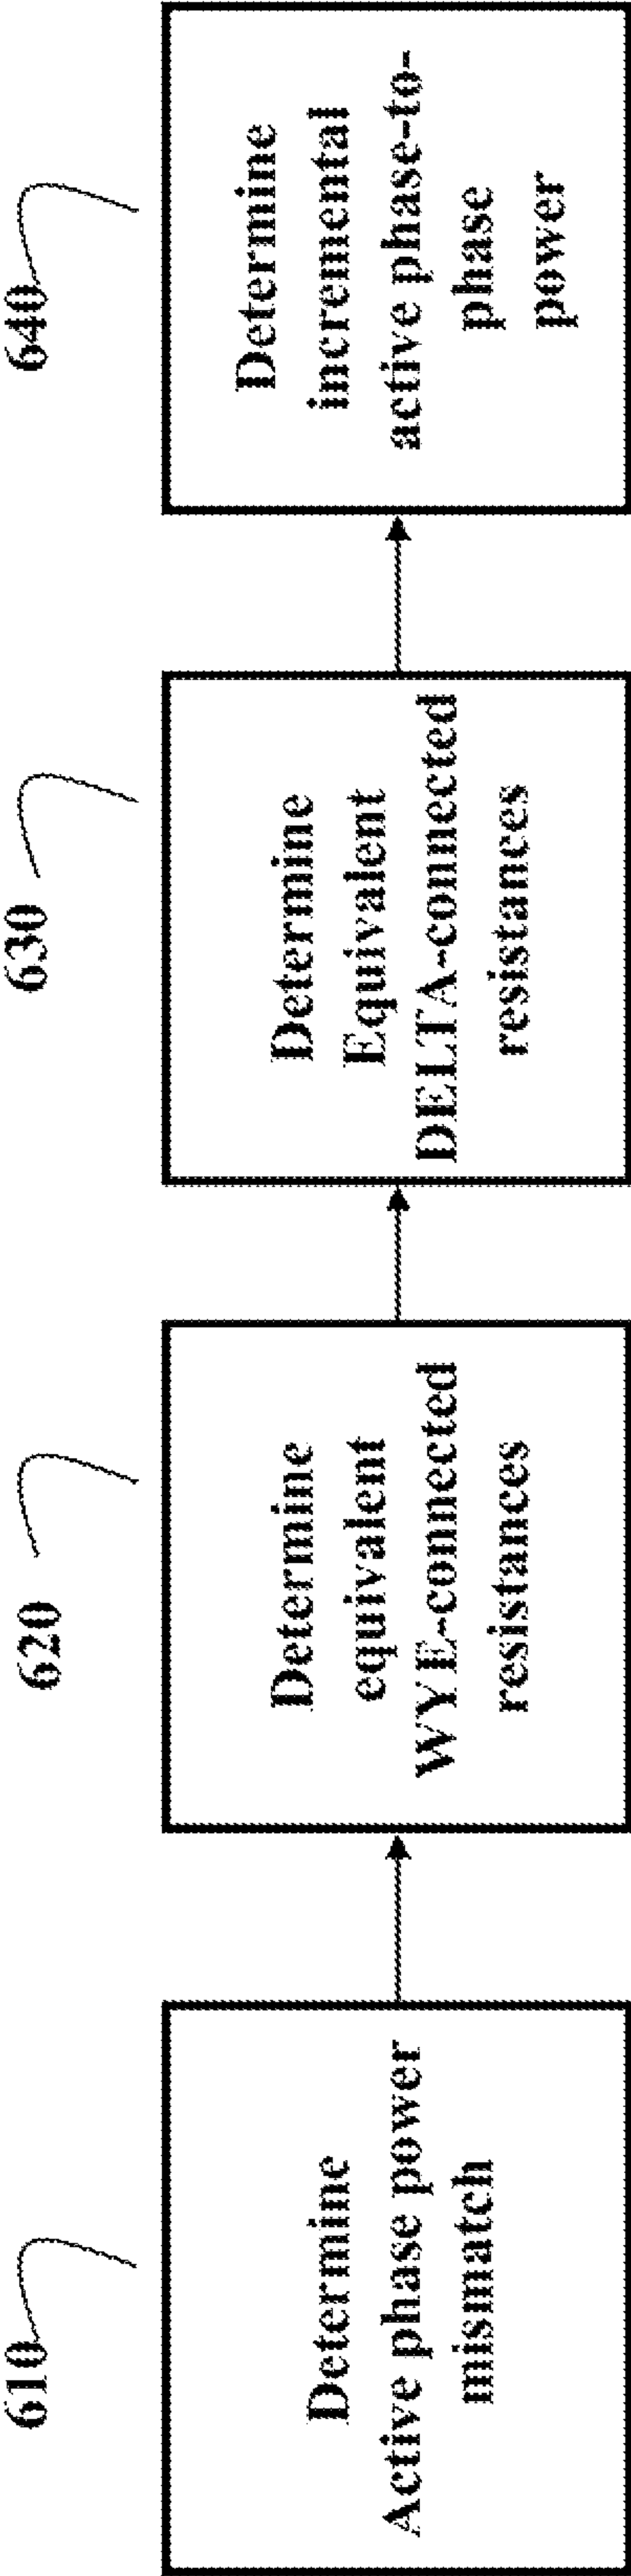 610
Determine
Active phase power
mismatch
620
Determine
equivalent
WYE-connected
resistances
630
Determine
Equivalent
DELTA-connected
resistances
640
Determine
incremental
active phase-to-
phase
power